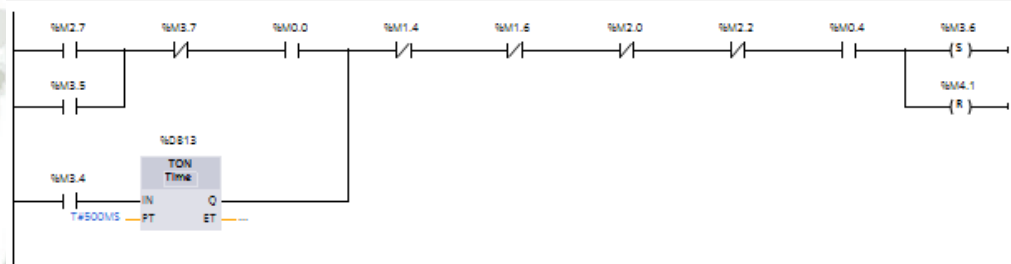 %M2.7 %M3.7 %M0.0 %M1.4 %M1.6 %M2.0 %M2.2 %M0.4 %M3.6
S
%M3.5 %M4.1
R
%DB13
TON
Time
%M3.4
IN Q
T#500MS PT ET ...